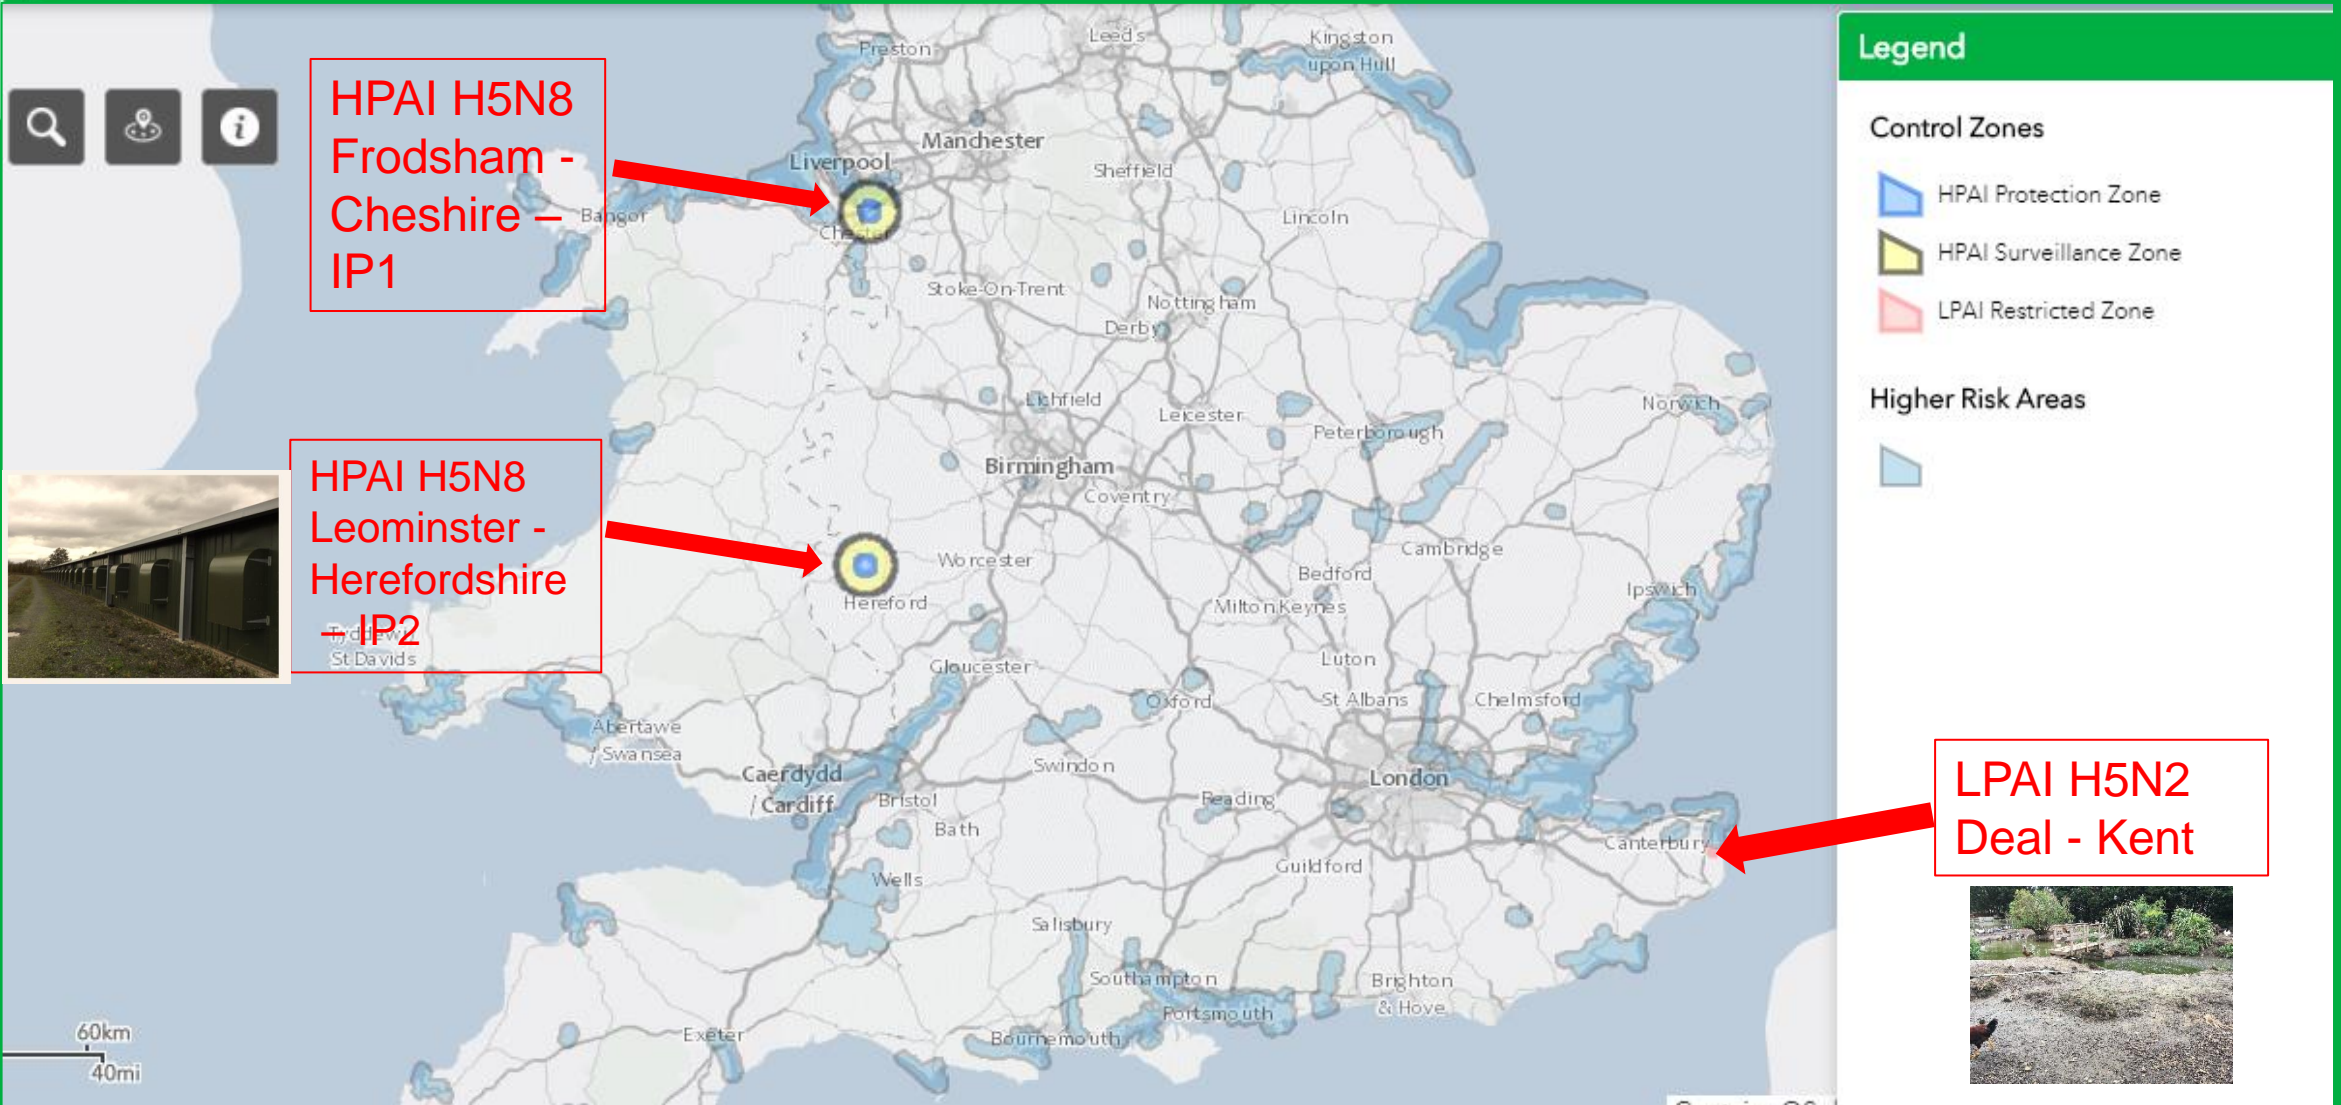 HPAI H5N8
Frodsham -
Cheshire –
IP1
HPAI H5N8
Leominster -
Herefordshire
– IP2
LPAI H5N2
Deal - Kent
Legend
Control Zones
HPAI Protection Zone
HPAI Surveillance Zone
LPAI Restricted Zone
Higher Risk Areas
Preston
Leeds
Kingston
upon Hull
Manchester
Liverpool
Sheffield
Bangor
Lincoln
Chester
Stoke-On-Trent
Nottingham
Derby
Lichfield
Leicester
Norwich
Peterborough
Birmingham
Coventry
Cambridge
Worcester
Bedford
Ipswich
Hereford
Milton Keynes
St Davids
Gloucester
Luton
Oxford
St Albans
Chelmsford
Abertawe
/ Swansea
Caerdydd
/ Cardiff
Swindon
London
Bristol
Reading
Bath
Canterbury
Guildford
Wells
Salisbury
Southampton
Brighton
& Hove
Portsmouth
Exeter
Bournemouth
60km
40mi